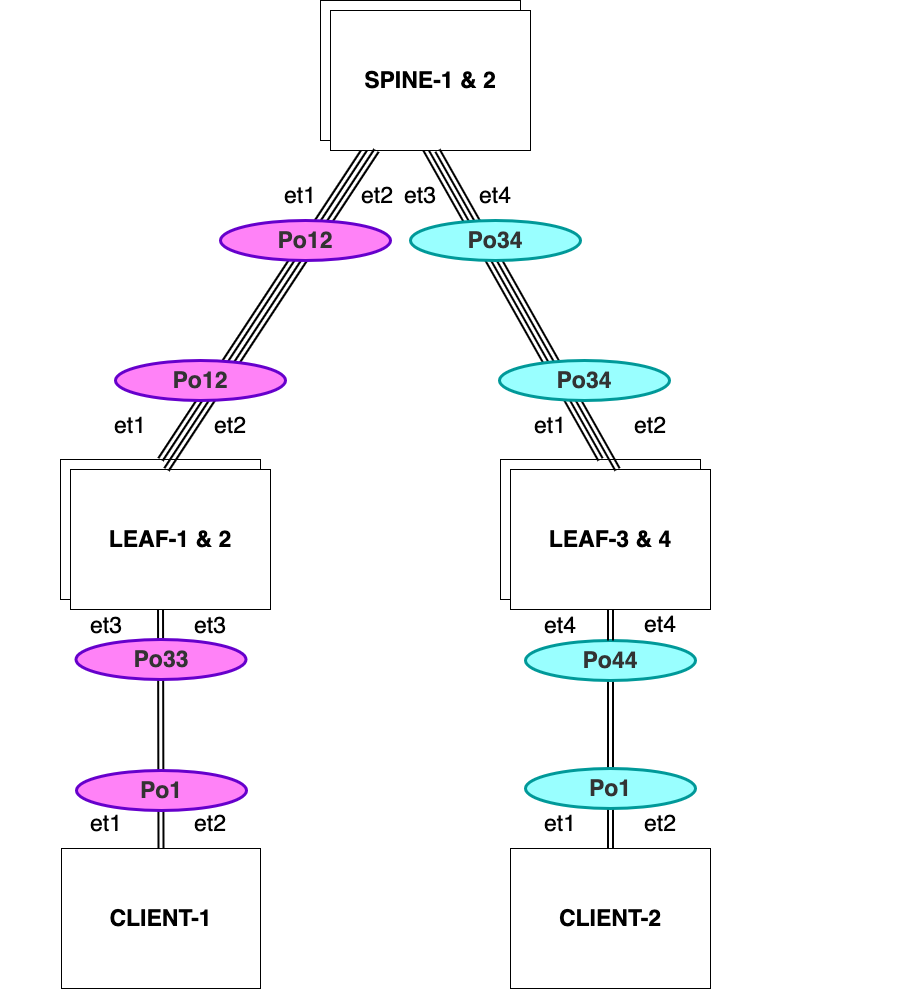 SPINE-1 & 2
et1
et2
et3
et4
Po12
Po34
Po12
Po34
et1
et2
et1
et2
LEAF-1 & 2
LEAF-3 & 4
et3
et3
et4
et4
Po33
Po44
Po1
Po1
et1
et2
et1
et2
CLIENT-1
CLIENT-2